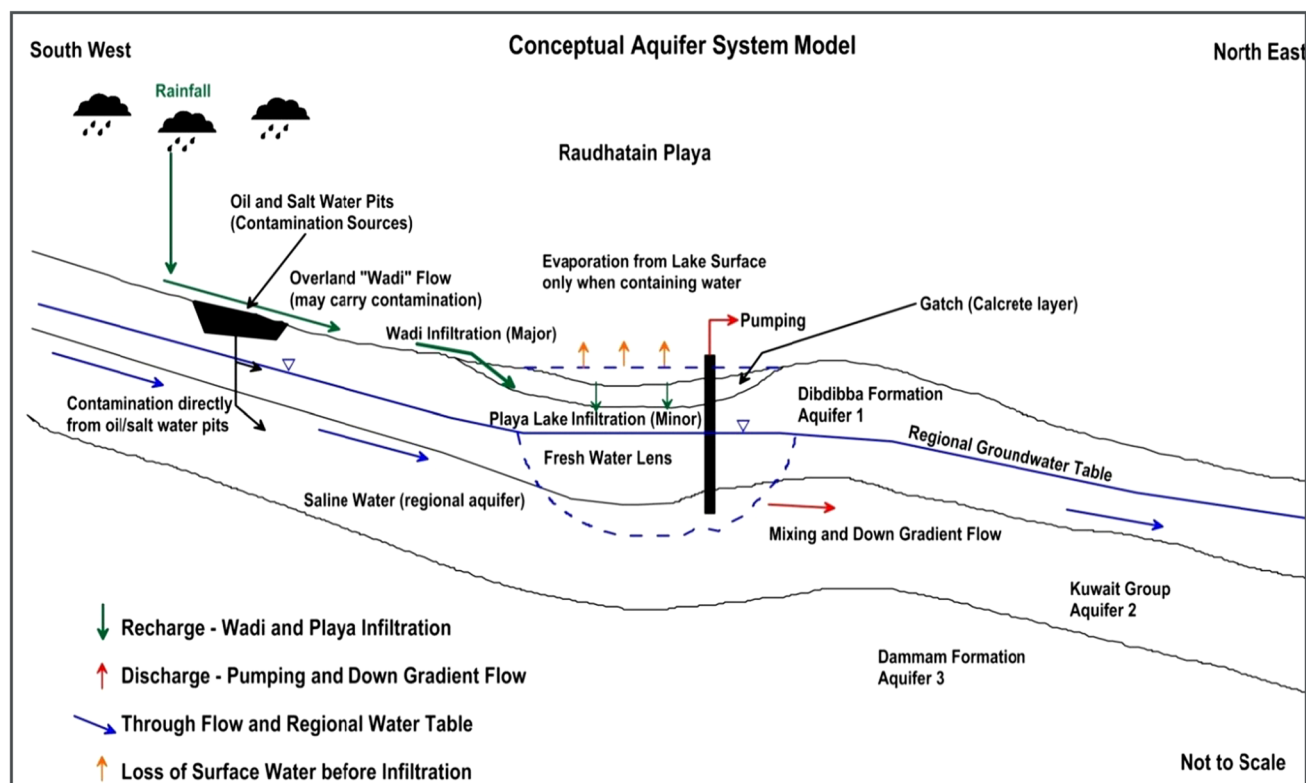 South West
Conceptual Aquifer System Model
North East
Rainfall
Raudhatain Playa
Oil and Salt Water Pits
(Contamination Sources)
Overland "Wadi" Flow
(may carry contamination)
Evaporation from Lake Surface
only when containing water
Gatch (Calcrete layer)
Pumping
Wadi Infiltration (Major)
Contamination directly
from oil/salt water pits
Playa Lake Infiltration (Minor)
Dibdibba Formation
Aquifer 1
Regional Groundwater Table
Fresh Water Lens
Saline Water (regional aquifer)
Mixing and Down Gradient Flow
Kuwait Group
Aquifer 2
Dammam Formation
Aquifer 3
Recharge - Wadi and Playa Infiltration
Discharge - Pumping and Down Gradient Flow
Through Flow and Regional Water Table
Loss of Surface Water before Infiltration
Not to Scale